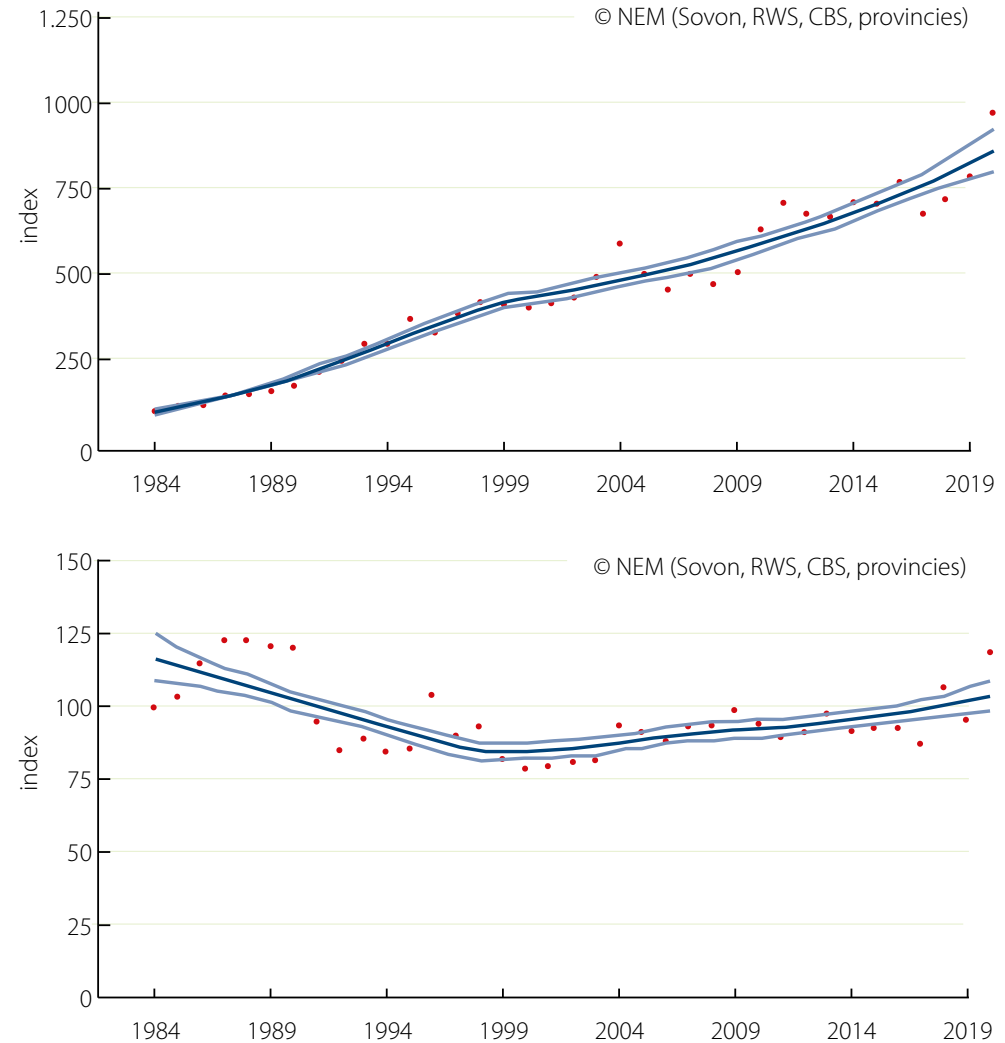 1.250
© NEM (Sovon, RWS, CBS, provincies)
1000
750
index
500
250
0
1984 1989 1994 1999 2004 2009 2014 2019
150
© NEM (Sovon, RWS, CBS, provincies)
125
100
index
75
50
25
0
1984 1989 1994 1999 2004 2009 2014 2019